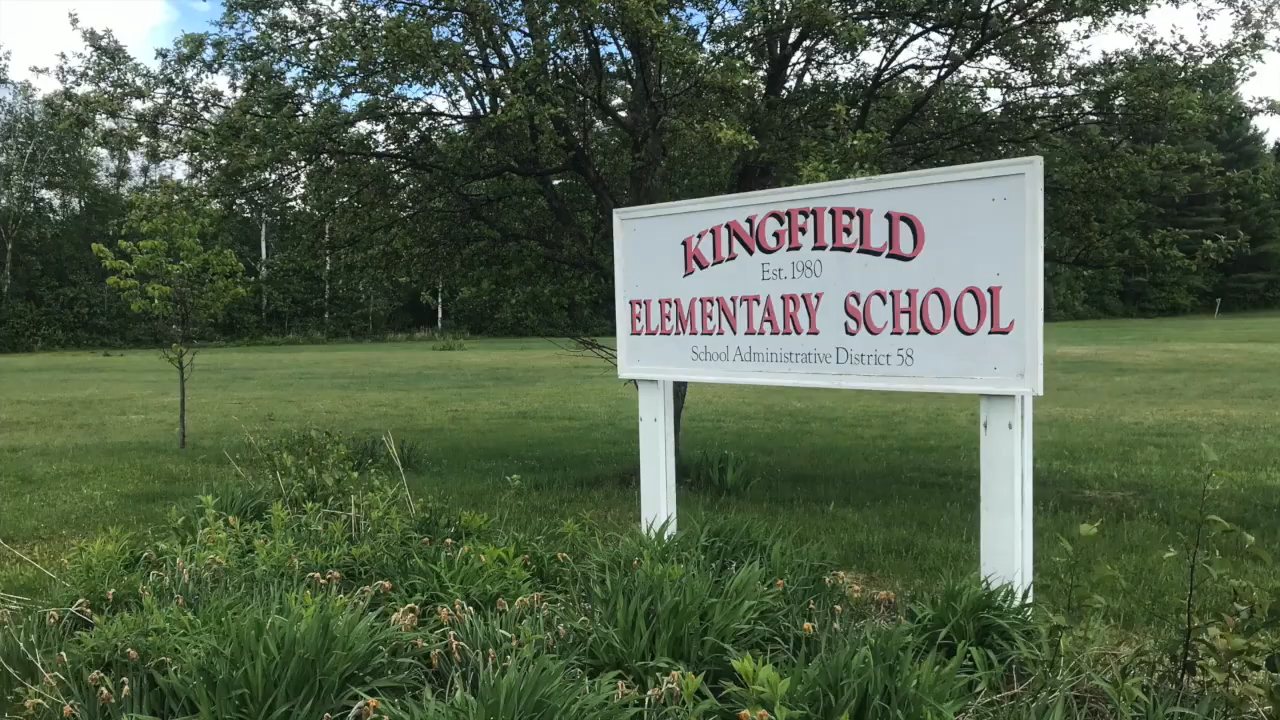 KINGFIELD
Est. 1980
ELEMENTARY SCHOOL
School Administrative District 58